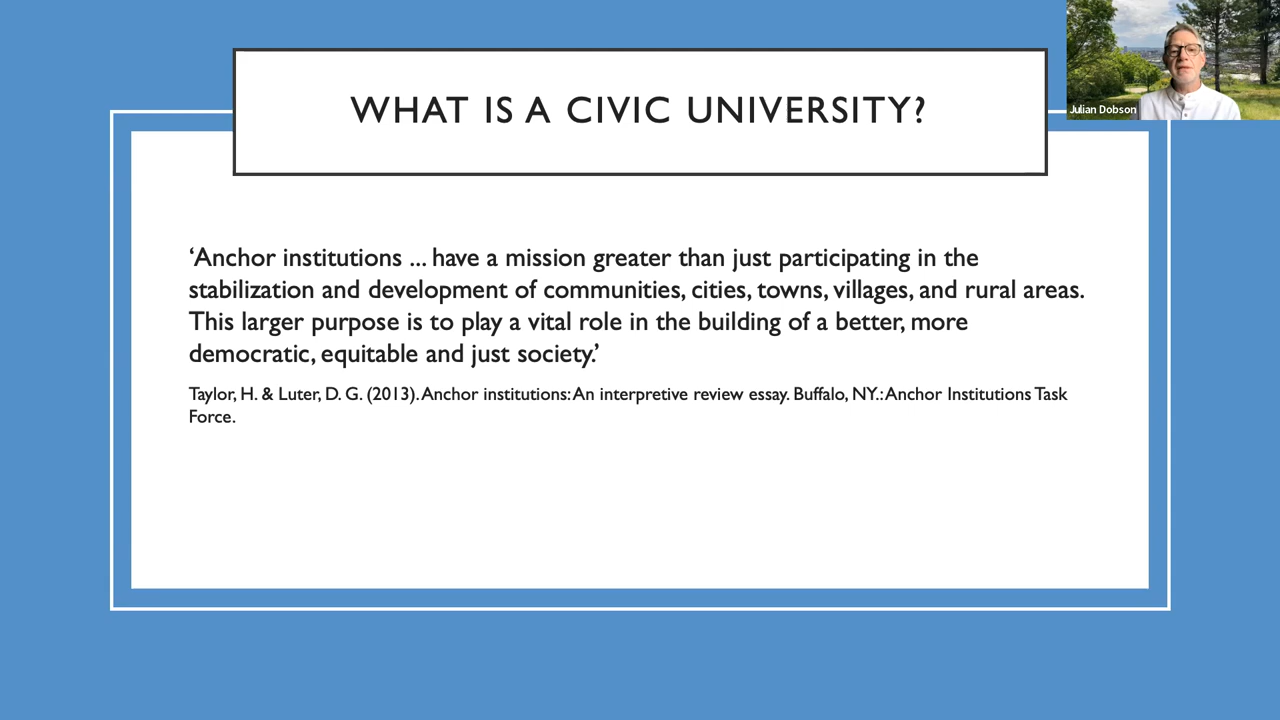 WHAT IS A CIVIC UNIVERSITY?
Julian Dobson
‘Anchor institutions ... have a mission greater than just participating in the
stabilization and development of communities, cities, towns, villages, and rural areas.
This larger purpose is to play a vital role in the building of a better, more
democratic, equitable and just society.’
Taylor, H. & Luter, D. G. (2013). Anchor institutions: An interpretive review essay. Buffalo, NY.: Anchor Institutions Task
Force.